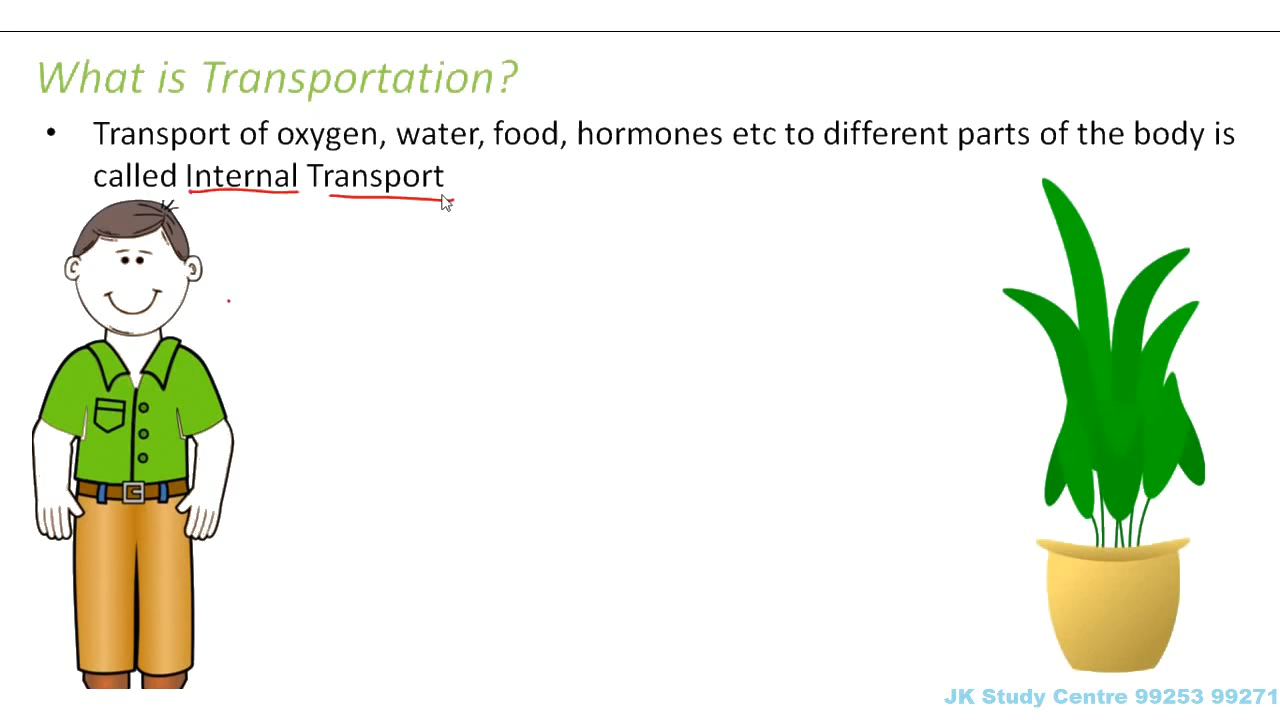 What is Transportation?
• Transport of oxygen, water, food, hormones etc to different parts of the body is
called Internal Transport
JK Study Centre 99253 99271